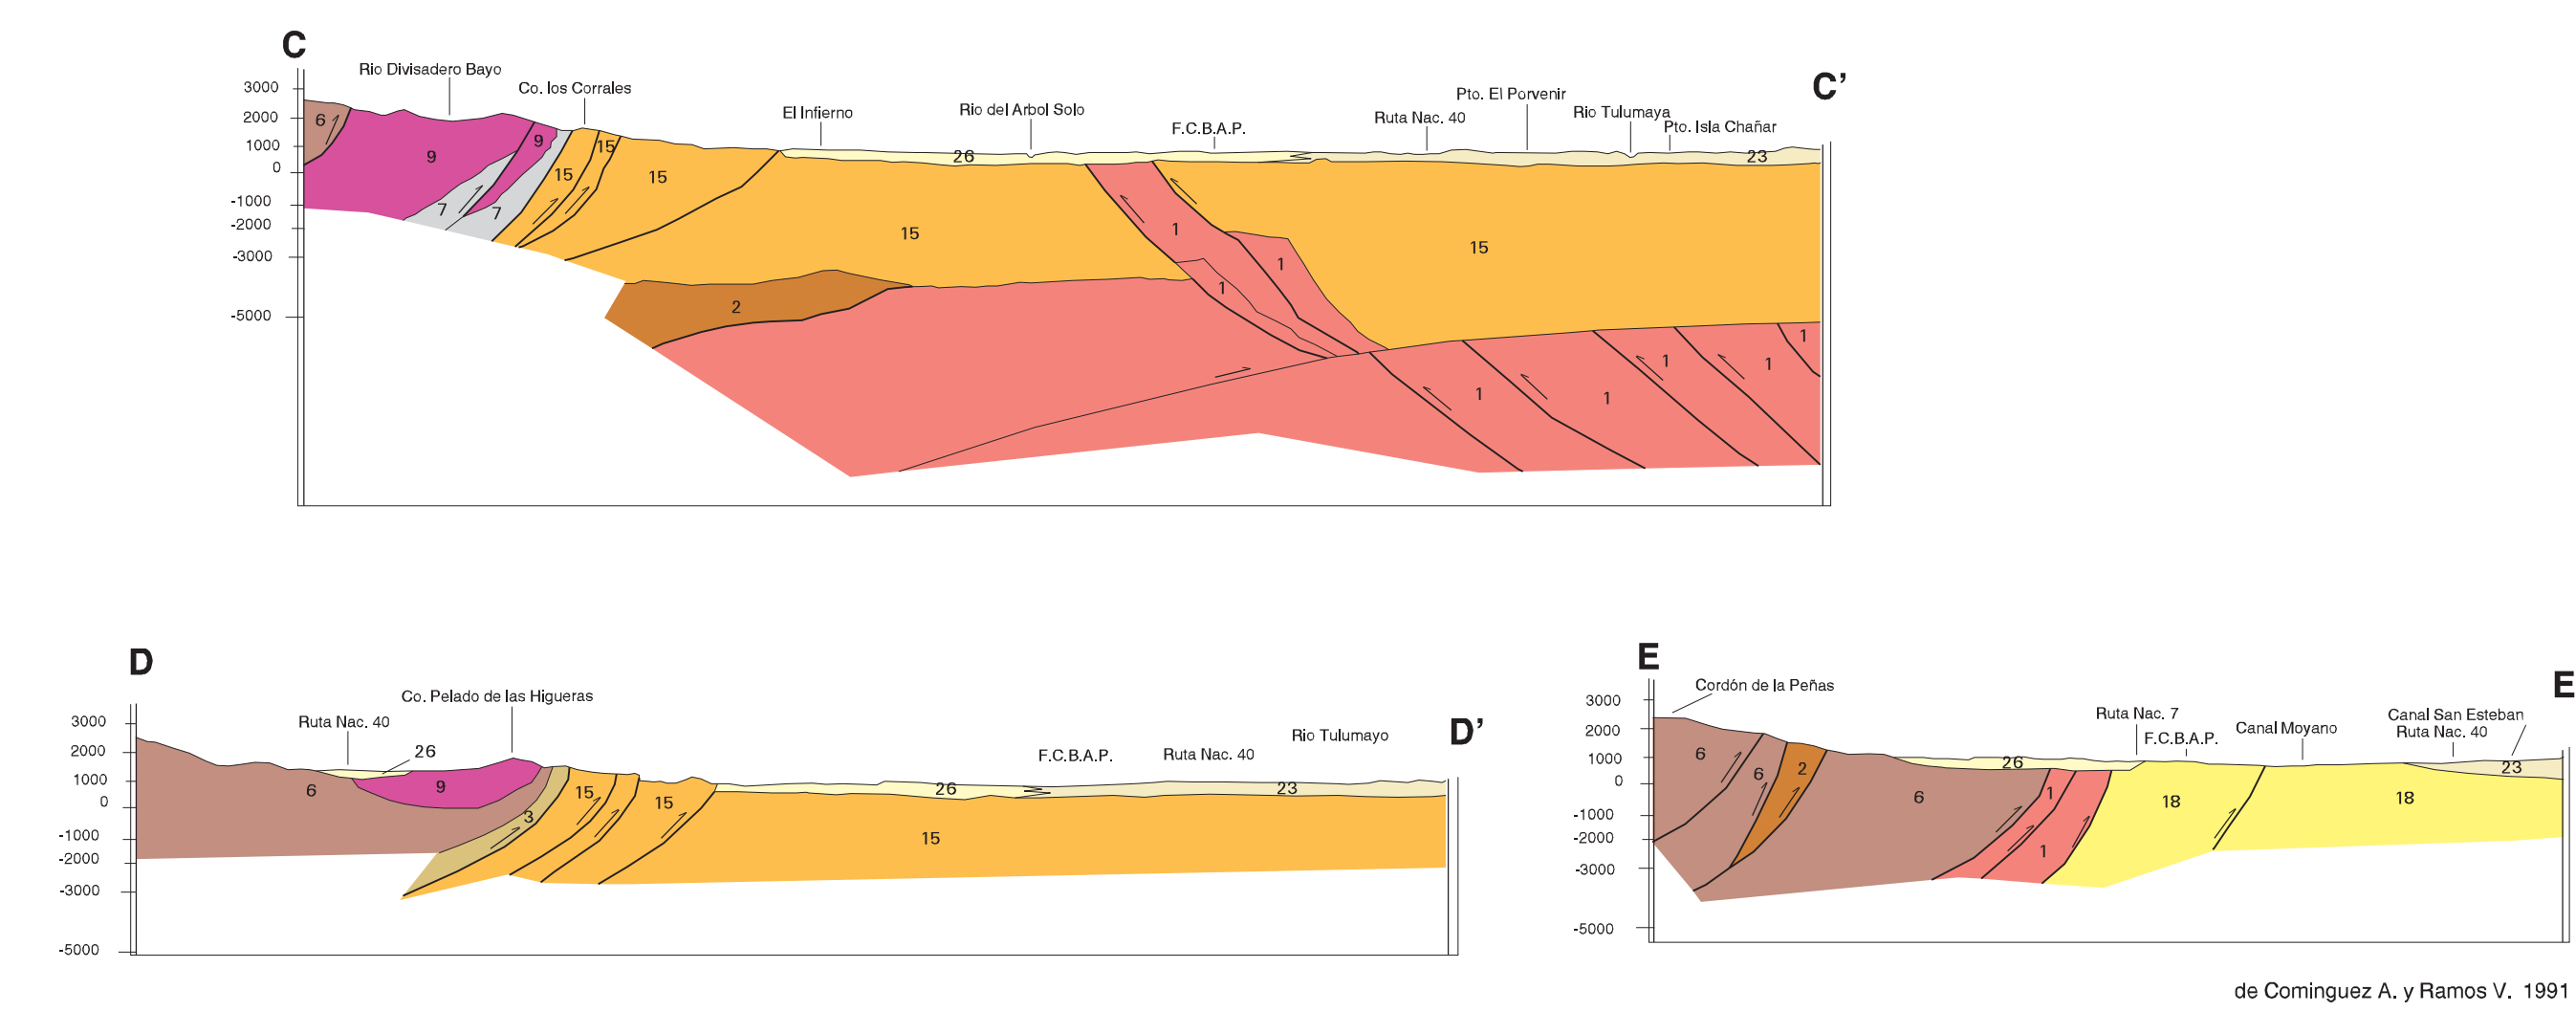 C
C’
Rio Divisadero Bayo
Co. los Corrales
El Infierno
Rio del Arbol Solo
F.C.B.A.P.
Ruta Nac. 40
Pto. El Porvenir
Rio Tulumaya
Pto. Isla Chañar
3000
2000
1000
0
-1000
-2000
-3000
-5000
6
9
9
7
7
15
15
15
26
23
15
15
2
1
1
1
1
1
1
1
1
D
D’
Co. Pelado de las Higueras
Ruta Nac. 40
26
F.C.B.A.P.
Ruta Nac. 40
Rio Tulumayo
3000
2000
1000
0
-1000
-2000
-3000
-5000
6
9
3
15
15
26
23
15
E
E
Cordón de la Peñas
Ruta Nac. 7
F.C.B.A.P.
Canal Moyano
Canal San Esteban
Ruta Nac. 40
3000
2000
1000
0
-1000
-2000
-3000
-5000
6
6
2
6
26
1
1
18
18
23
de Cominguez A. y Ramos V. 1991